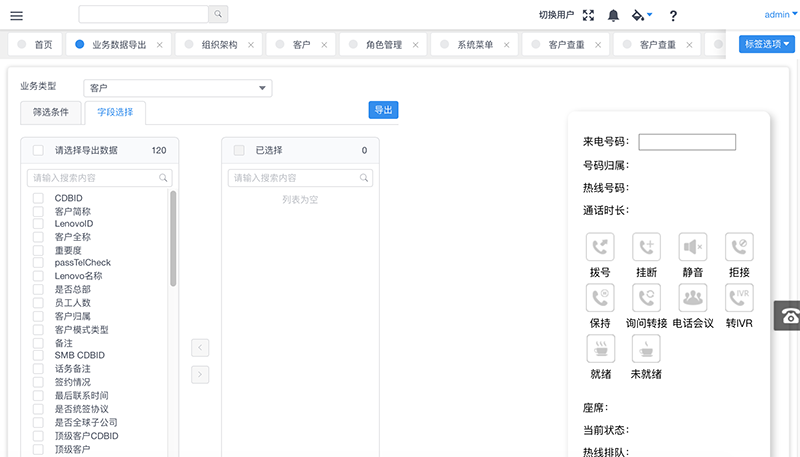 切换用户 ? admin
首页 业务数据导出 × 组织架构 × 客户 × 角色管理 × 系统菜单 × 客户查重 × 客户查重 × 标签选项
业务类型 客户
筛选条件 字段选择 导出
请选择导出数据 120 已选择 0
请输入搜索内容 请输入搜索内容
列表为空
CDBID
客户简称
LenovoID
客户全称
重要度
passTelCheck
Lenovo名称
是否总部
员工人数
客户归属
客户模式类型
备注
SMB CDBID
话务备注
签约情况
最后联系时间
是否统签协议
是否全球子公司
顶级客户CDBID
顶级客户
< 
>
来电号码：
号码归属：
热线号码：
通话时长：
拨号 挂断 静音 拒接
IVR
保持 询问转接 电话会议 转IVR
就绪 未就绪
座席：
当前状态：
热线排队：